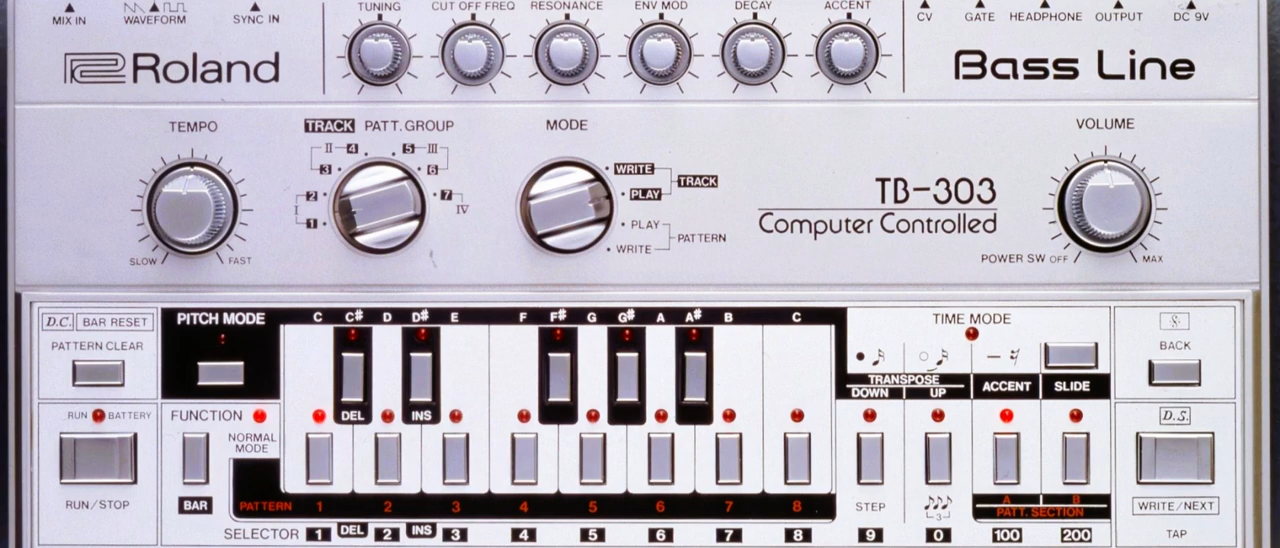 MIX IN WAVEFORM SYNC IN
TUNING CUT OFF FREQ RESONANCE ENV MOD DECAY ACCENT
CV GATE HEADPHONE OUTPUT DC 9V
Roland
Bass Line
TEMPO
SLOW FAST
TRACK PATT. GROUP
II 4 5 III
3 6
2 7
I IV
1
MODE
WRITE
PLAY
TRACK
PLAY
WRITE
PATTERN
TB-303
Computer Controlled
VOLUME
POWER SW OFF MAX
D.C. BAR RESET
PATTERN CLEAR
RUN BATTERY
RUN/STOP
PITCH MODE
C C# D D# E F F# G G# A A# B C
DEL INS
FUNCTION
NORMAL
MODE
BAR
PATTERN 1 2 3 4 5 6 7 8
SELECTOR 1 DEL 2 INS 3 4 5 6 7 8 9 0 100 200
TIME MODE
TRANSPOSE
DOWN UP
ACCENT SLIDE
STEP
3
A B
PATT. SECTION
BACK
D.S.
WRITE/NEXT
TAP